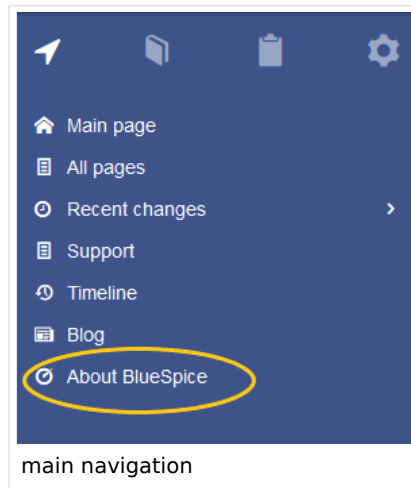 Main page
All pages
Recent changes
Support
Timeline
Blog
About BlueSpice
main navigation